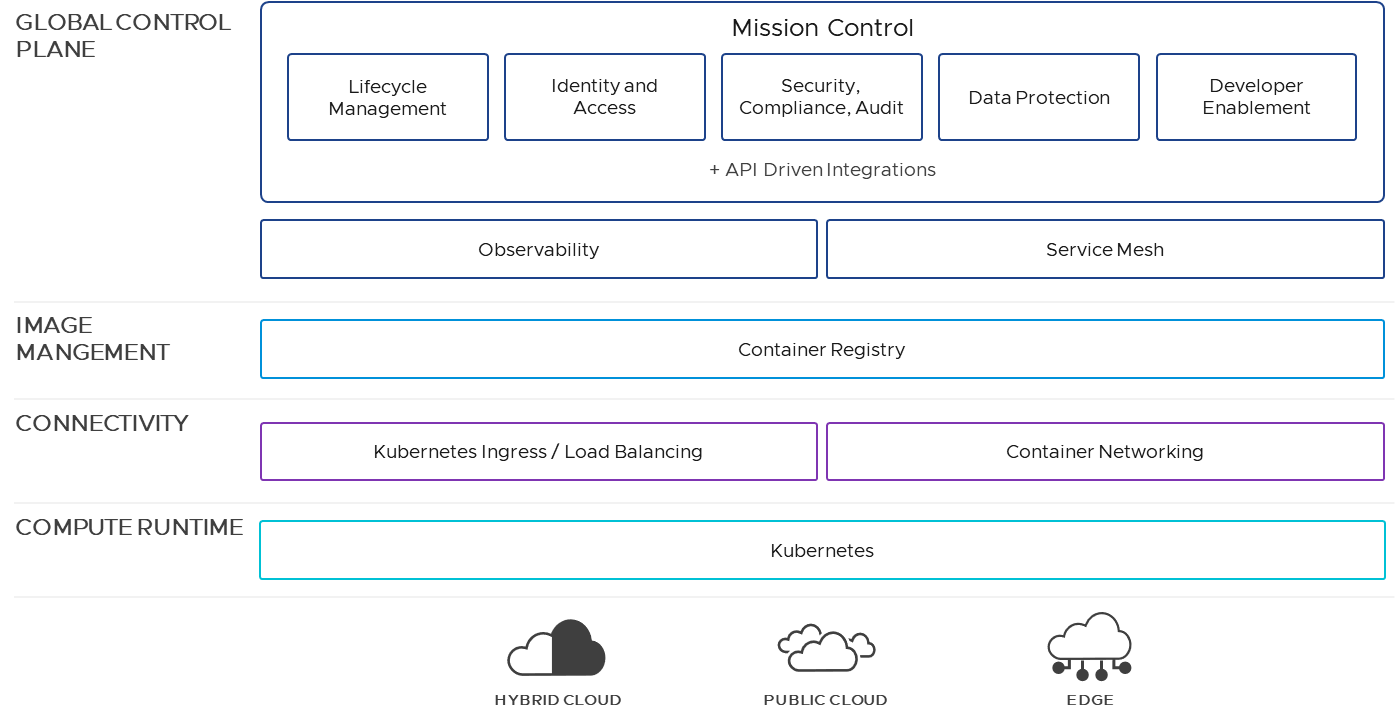 GLOBAL CONTROL
PLANE
Mission Control
Lifecycle
Management
Identity and
Access
Security,
Compliance, Audit
Data Protection
Developer
Enablement
+ API Driven Integrations
Observability
Service Mesh
IMAGE
MANGEMENT
Container Registry
CONNECTIVITY
Kubernetes Ingress / Load Balancing
Container Networking
COMPUTE RUNTIME
Kubernetes
HYBRID CLOUD
PUBLIC CLOUD
EDGE